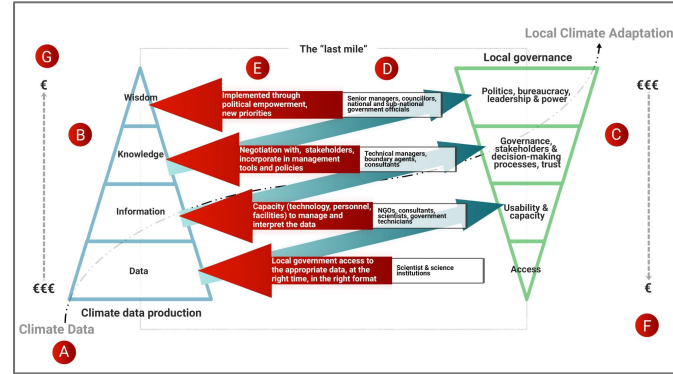 Local Climate Adaptation
The "last mile"
Local governance
G
E
D
€
€€€
Wisdom
Implemented through
political empowerment,
new priorities
Senior managers, councillors,
national and sub-national
government officials
Politics, bureaucracy,
leadership & power
B
C
Knowledge
Negotiation with, stakeholders,
incorporate in management
tools and policies
Technical managers,
boundary agents,
consultants
Governance,
stakeholders &
decision-making
processes, trust
Information
Capacity (technology, personnel,
facilities) to manage and
interpret the data
NGOs, consultants,
scientists, government
technicians
Usability &
capacity
Data
Local government access to
the appropriate data, at the
right time, in the right format
Scientist & science
institutions
Access
€€€
€
Climate data production
Climate Data
A
F